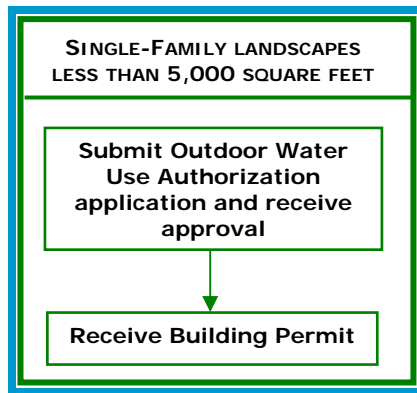 SINGLE-FAMILY LANDSCAPES
LESS THAN 5,000 SQUARE FEET
Submit Outdoor Water
Use Authorization
application and receive
approval
Receive Building Permit